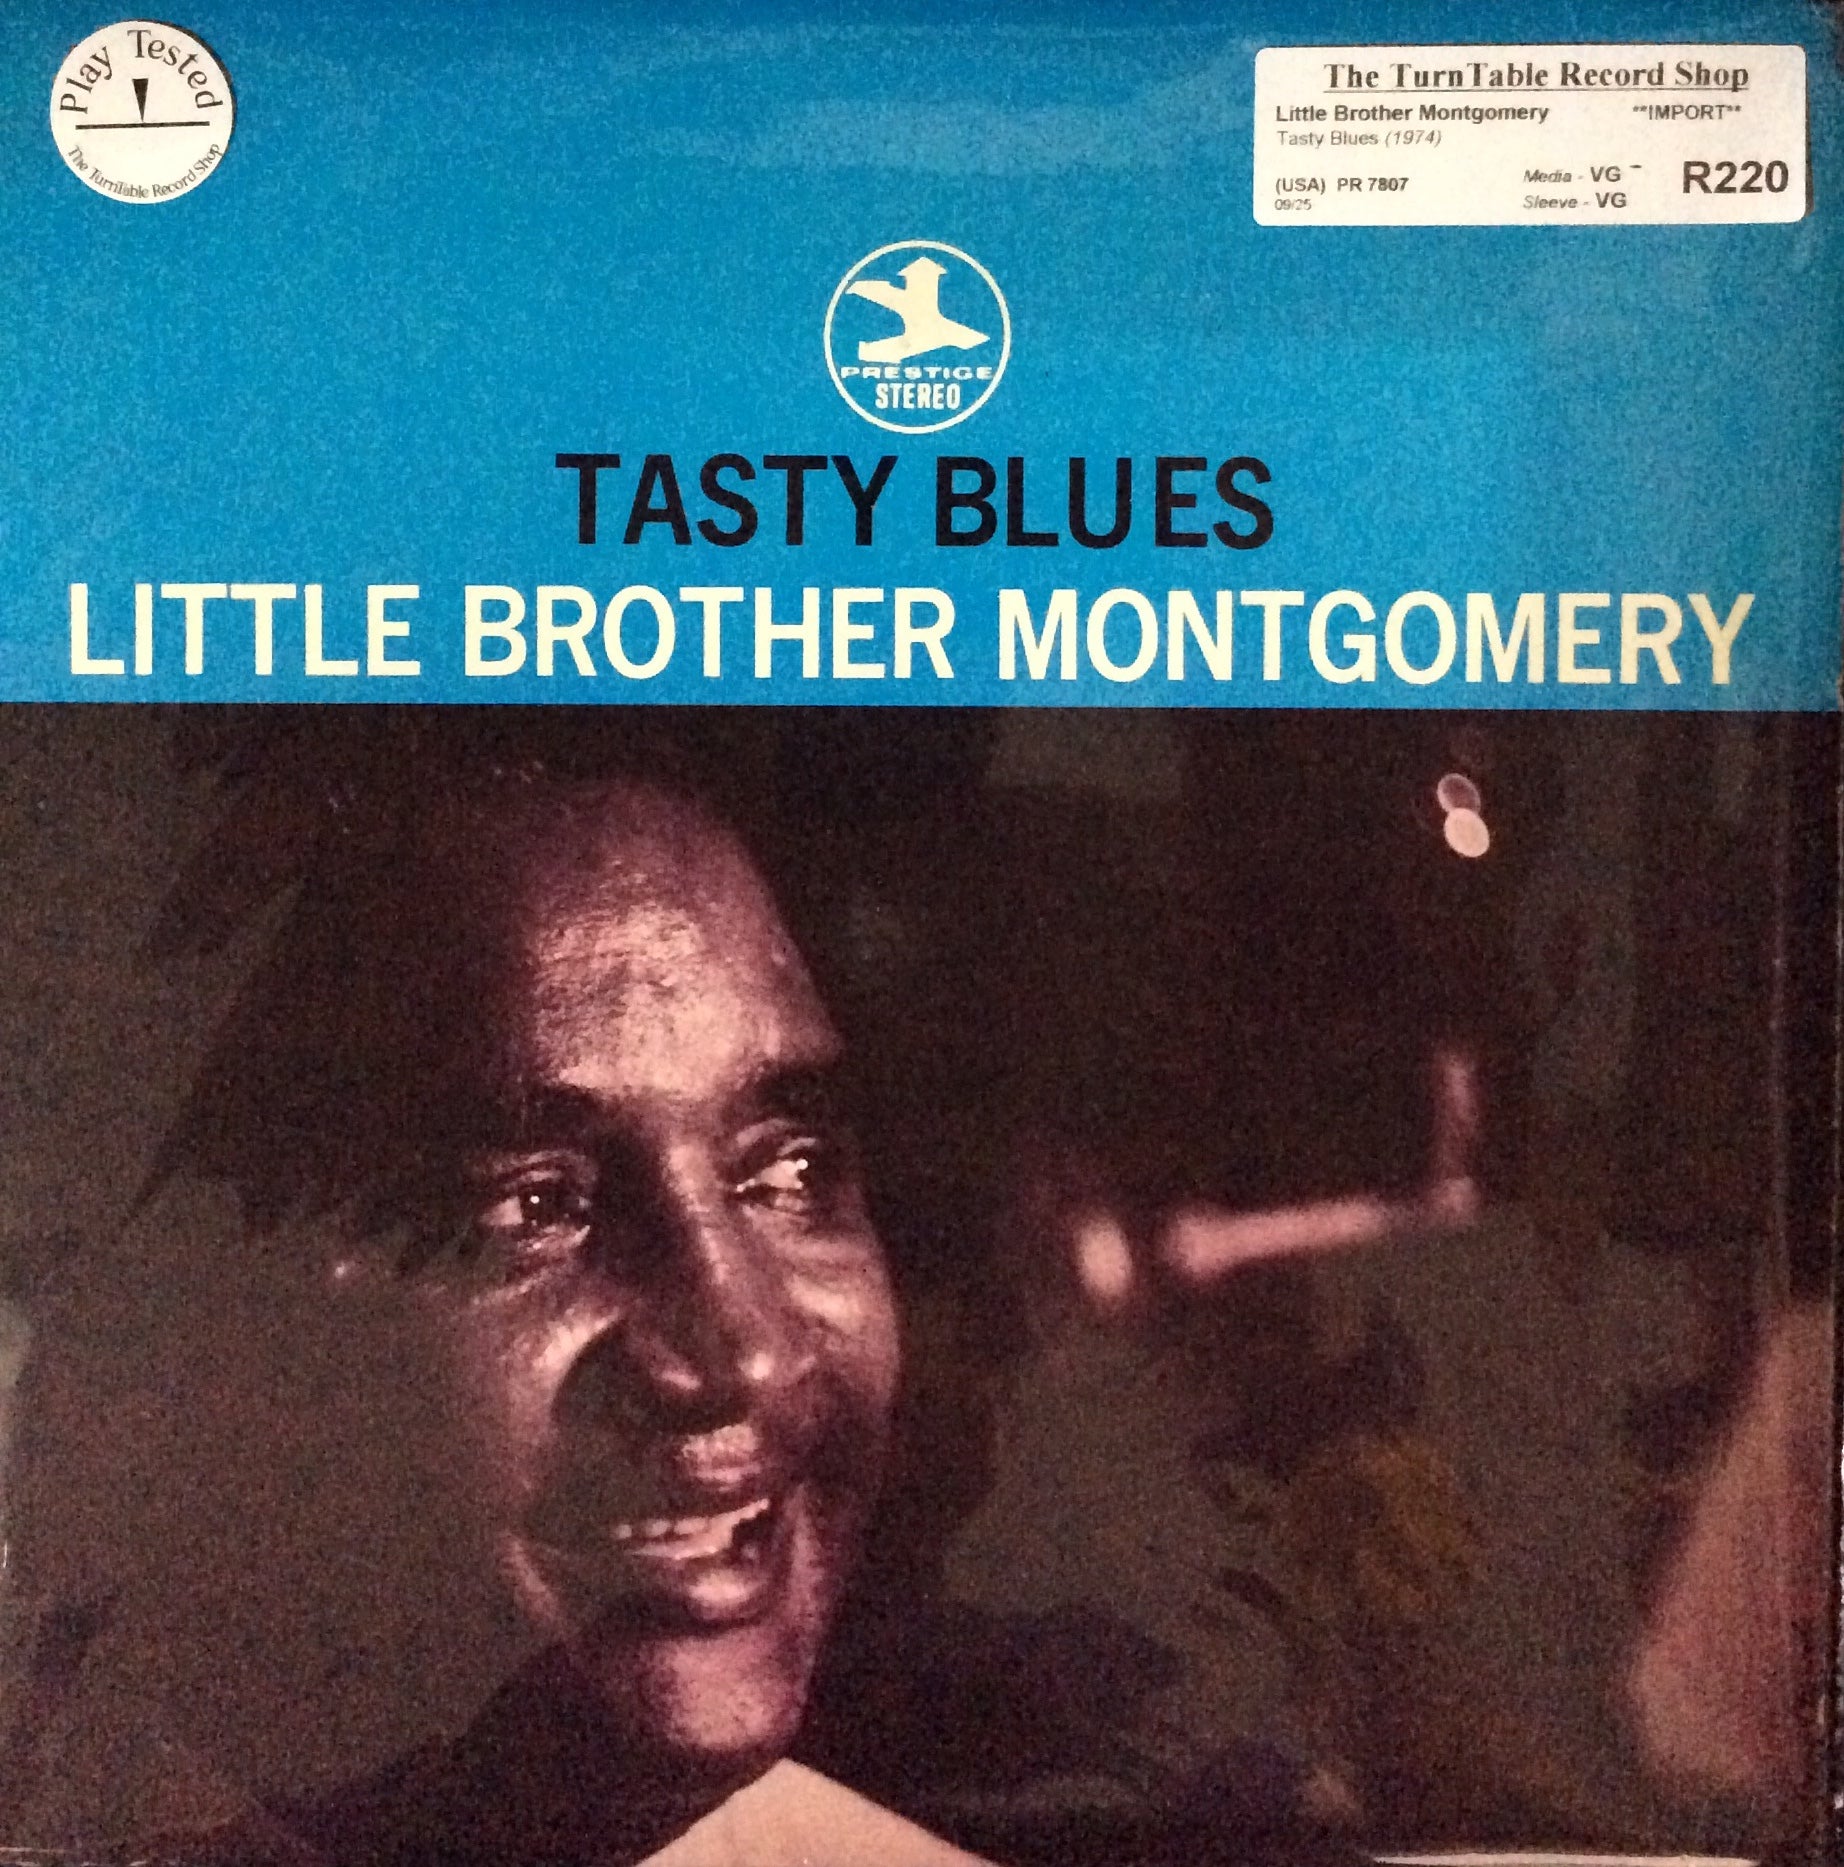 Play Tested
The TurnTable Record Shop
The TurnTable Record Shop
Little Brother Montgomery **IMPORT**
Tasty Blues (1974)
(USA) PR 7807 Media - VG -
09/25 Sleeve - VG R220
PRESTIGE
STEREO
TASTY BLUES
LITTLE BROTHER MONTGOMERY